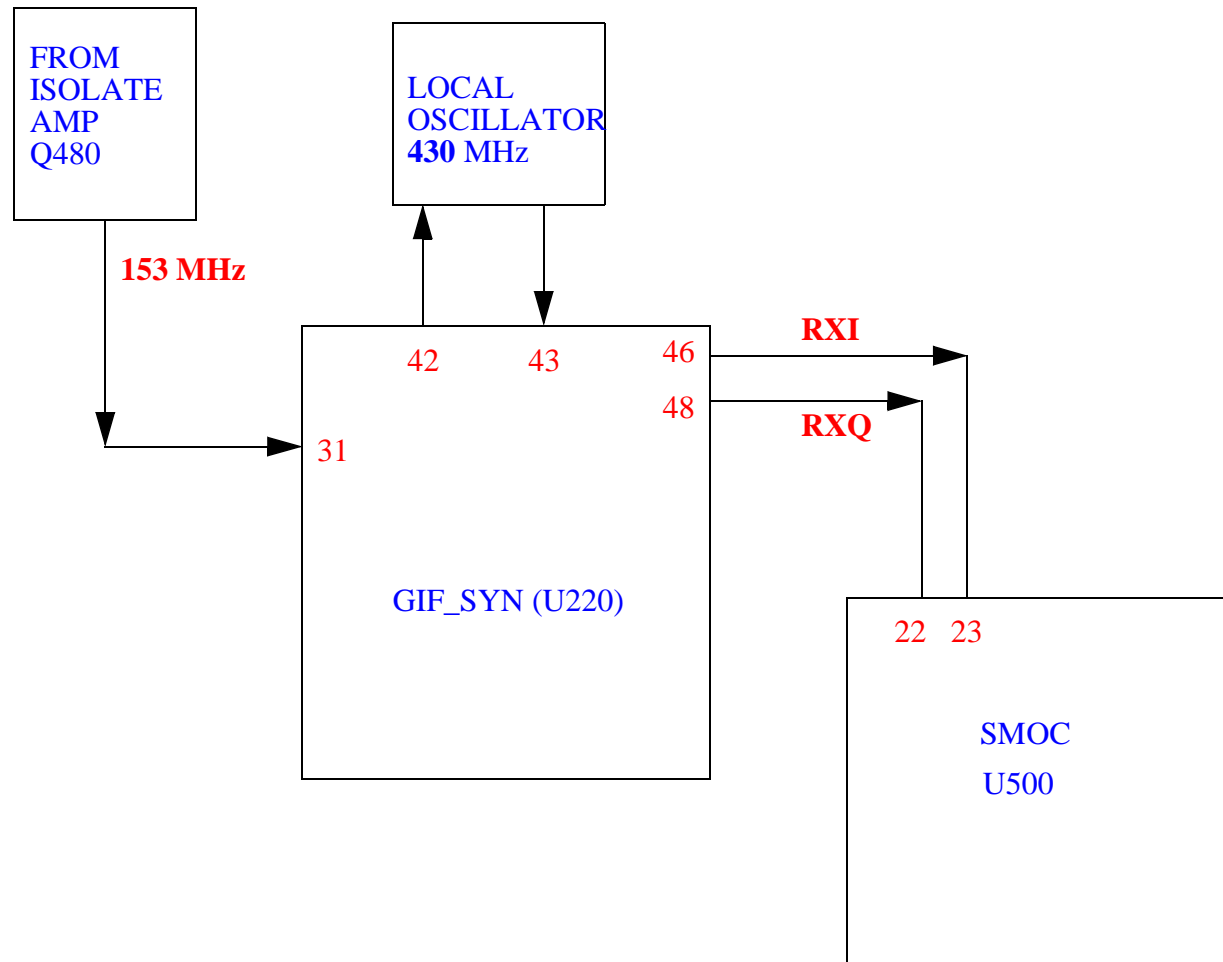 FROM
ISOLATE
AMP
Q480
LOCAL
OSCILLATOR
430 MHz
153 MHz
42
43
46
RXI
48
RXQ
31
GIF_SYN (U220)
22
23
SMOC
U500